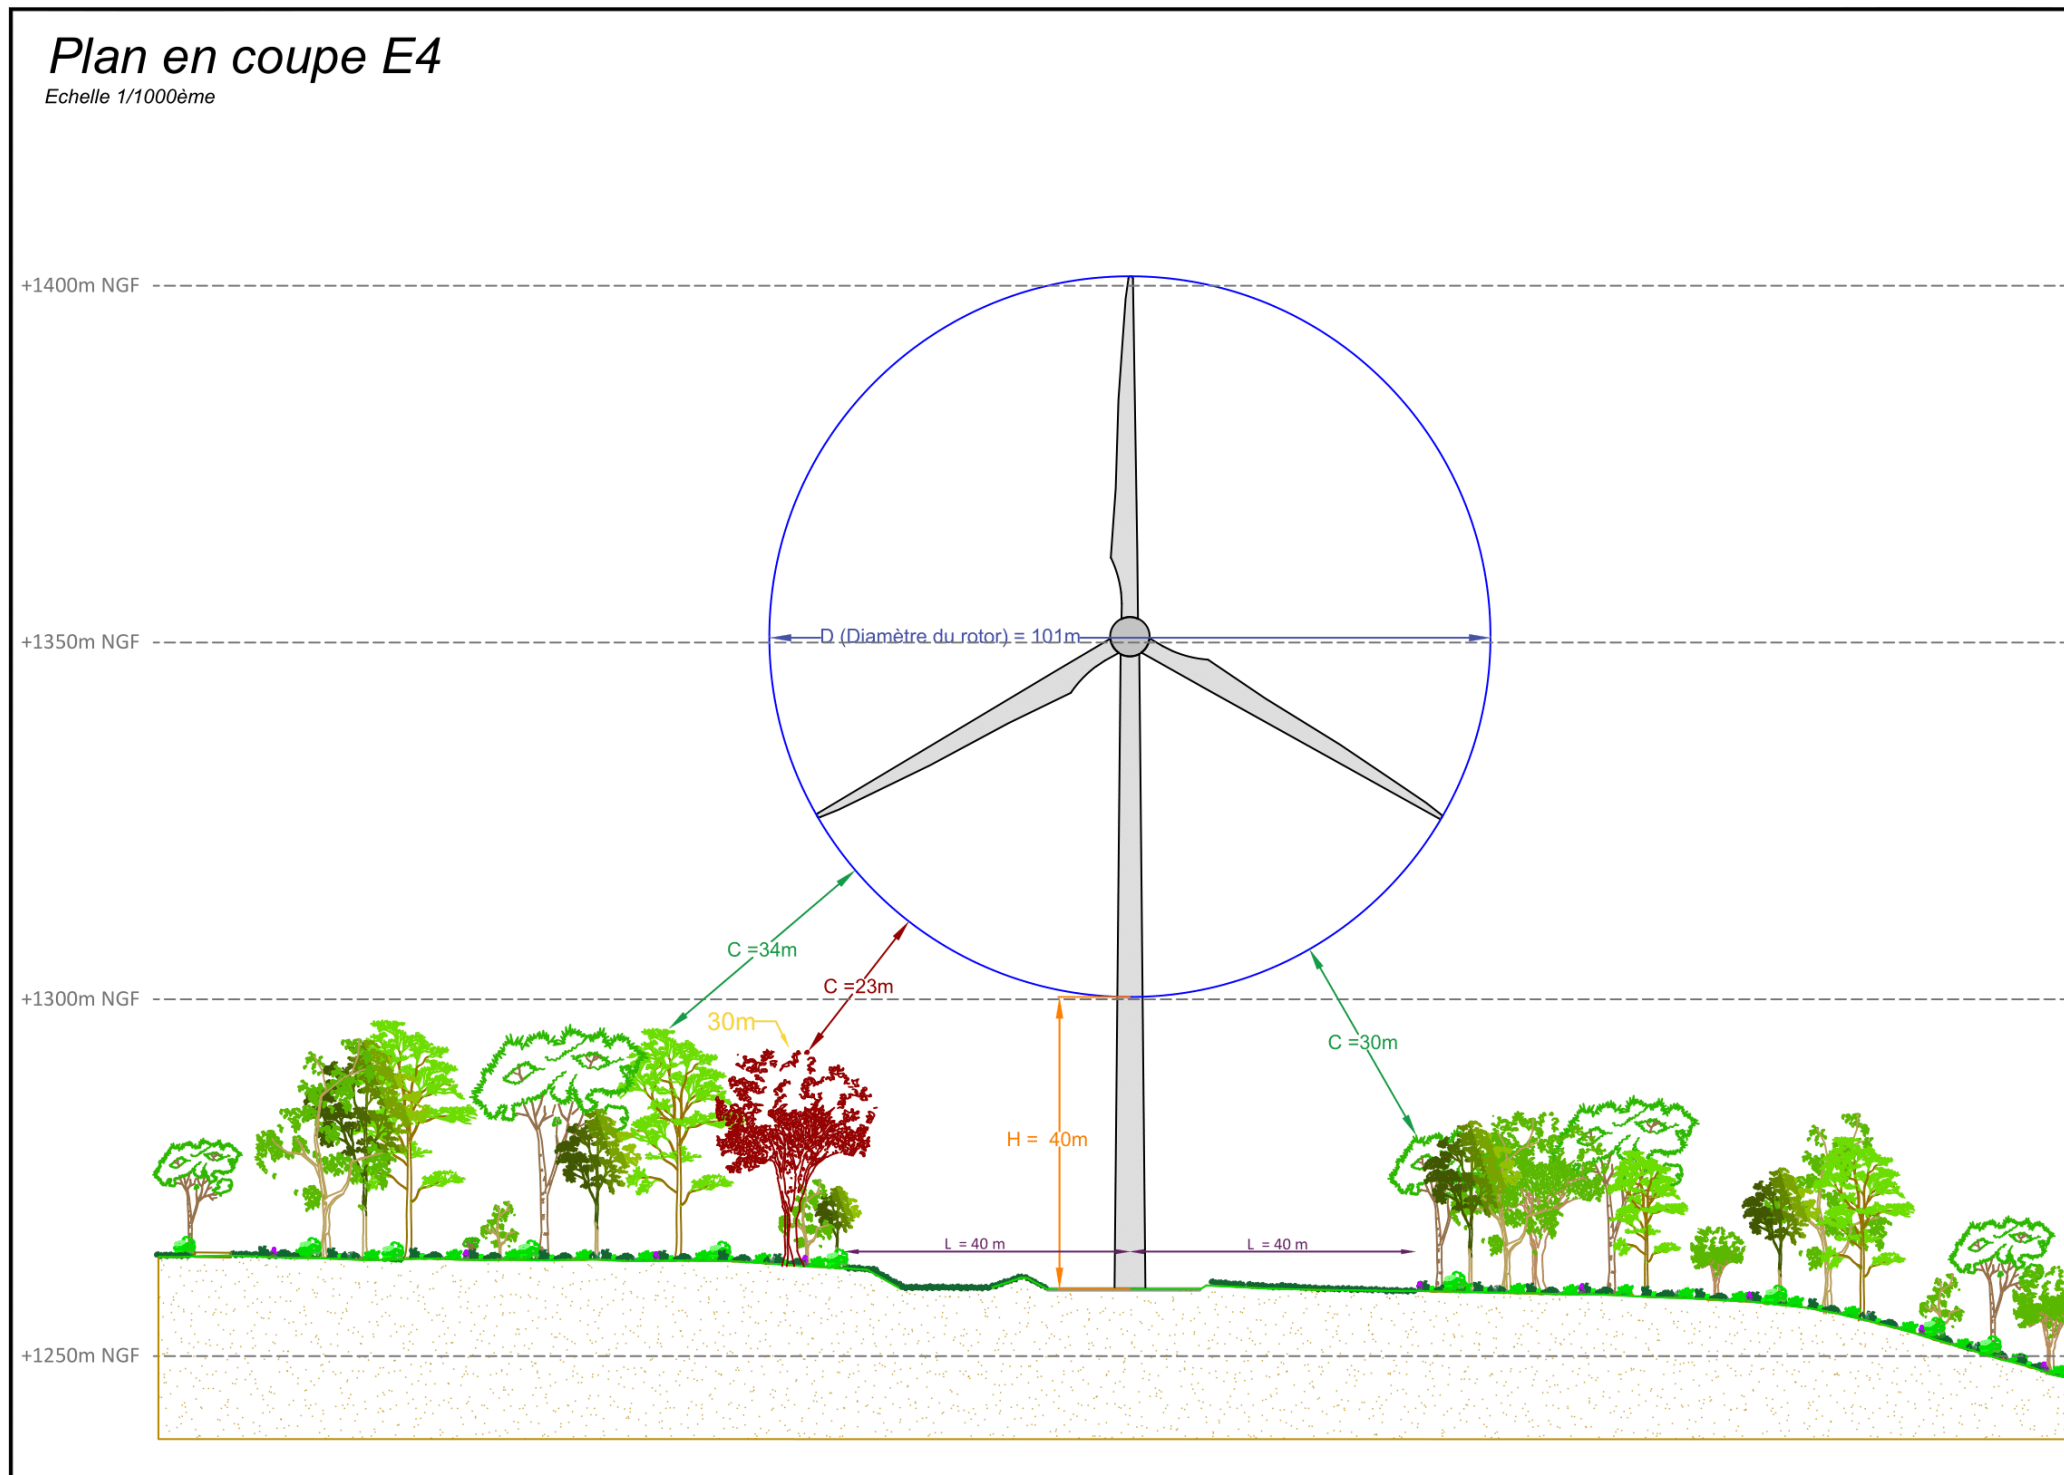 Plan en coupe E4
Echelle 1/1000ème
+1400m NGF
+1350m NGF
D (Diamètre du rotor) = 101m
C =34m
C =23m
+1300m NGF
30m
C =30m
H = 40m
L = 40 m
L = 40 m
+1250m NGF